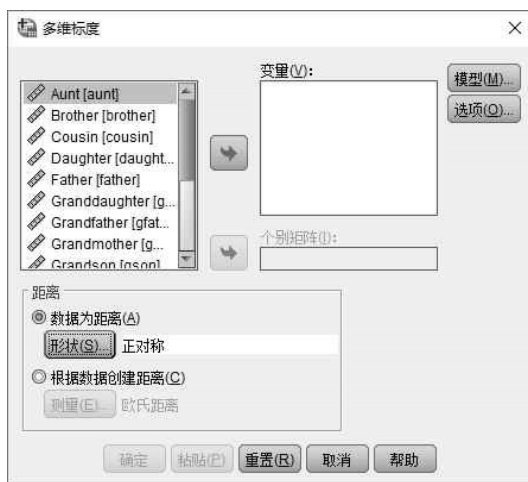 多维标度
Aunt [aunt]
Brother [brother]
Cousin [cousin]
Daughter [daught...
Father [father]
Granddaughter [g...
Grandfather [gfat...
Grandmother [g...
Grandson [gson]
变量(V):
模型(M)...
选项(O)...
个别矩阵(I):
距离
数据为距离(A)
形状(S)... 正对称
根据数据创建距离(C)
测量(E)... 欧氏距离
确定 粘贴(P) 重置(R) 取消 帮助